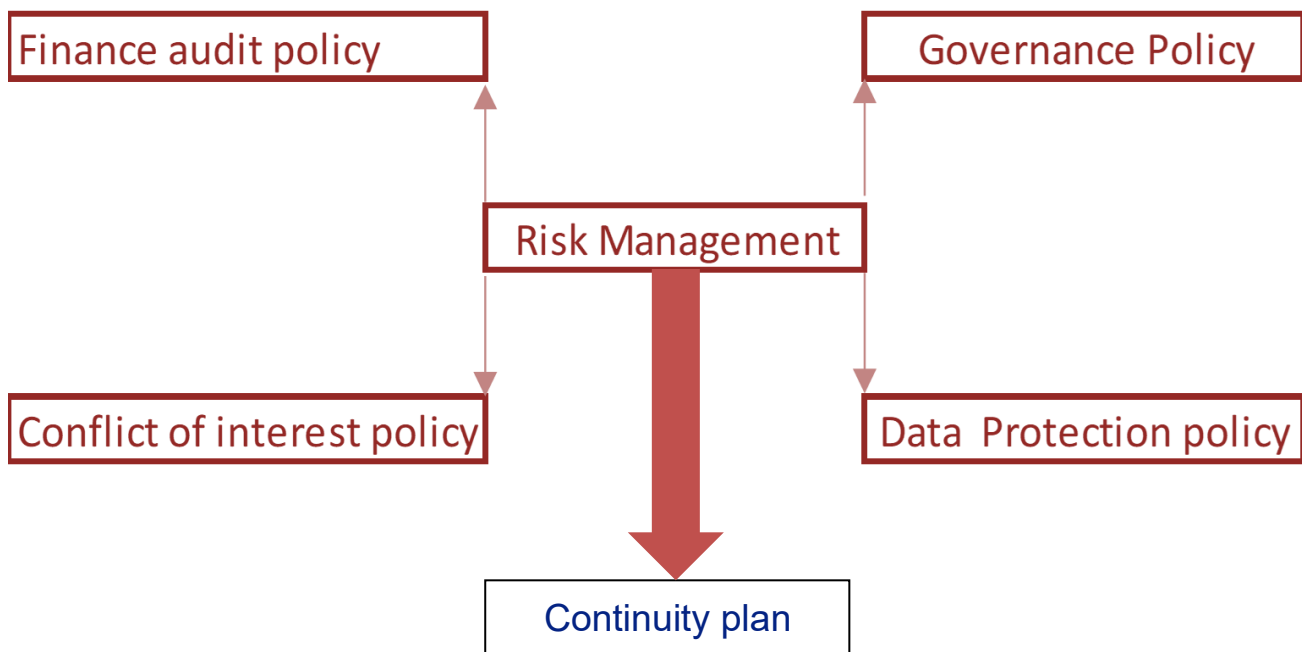 Finance audit policy
Governance Policy
Risk Management
Conflict of interest policy
Data Protection policy
Continuity plan